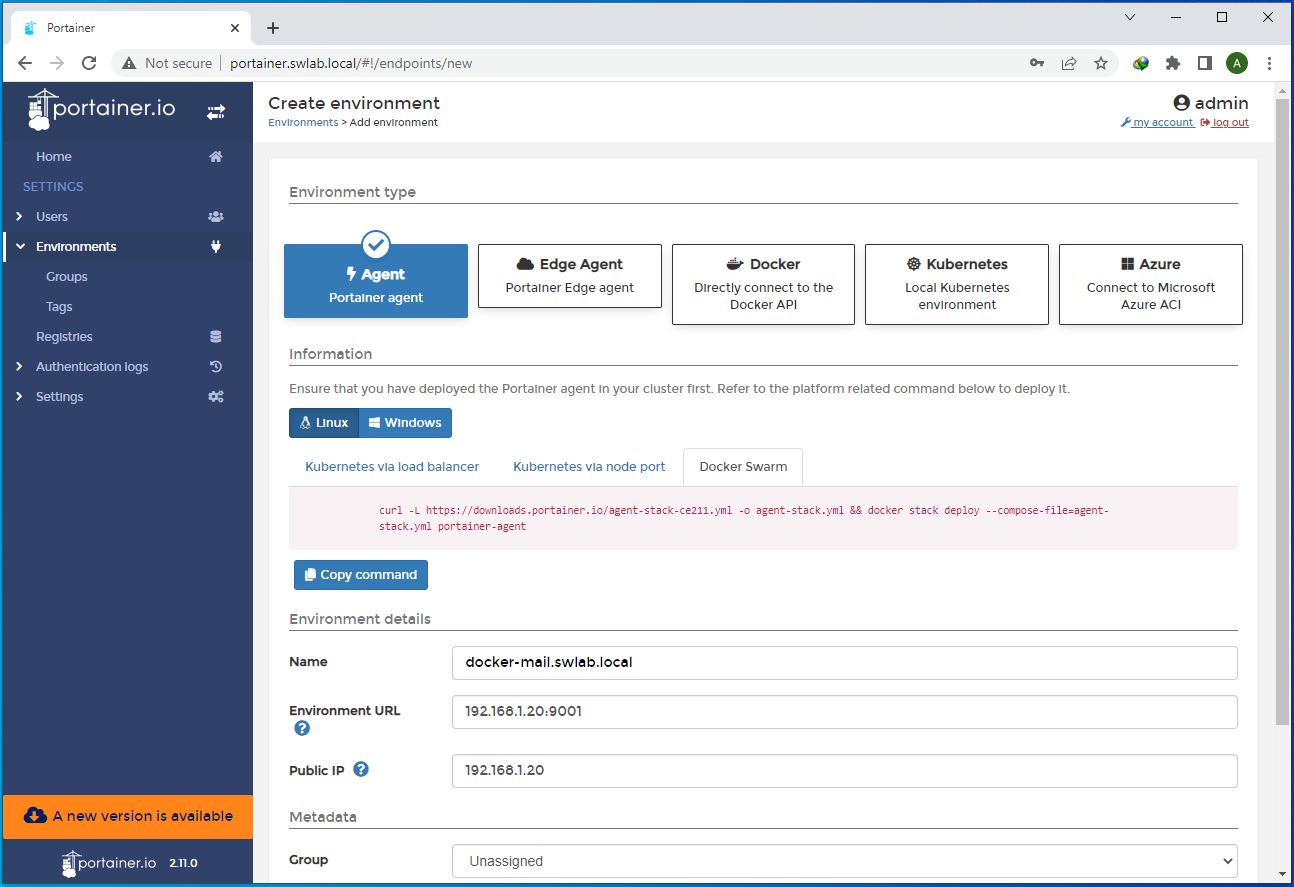 Portainer
Not secure
portainer.swlab.local/#!/endpoints/new
A
portainer.io
Home
SETTINGS
Users
Environments
Groups
Tags
Registries
Authentication logs
Settings
A new version is available
portainer.io 2.11.0
Create environment
Environments > Add environment
admin
my account log out
Environment type
Agent
Portainer agent
Edge Agent
Portainer Edge agent
Docker
Directly connect to the
Docker API
Kubernetes
Local Kubernetes
environment
Azure
Connect to Microsoft
Azure ACI
Information
Ensure that you have deployed the Portainer agent in your cluster first. Refer to the platform related command below to deploy it.
Linux Windows
Kubernetes via load balancer Kubernetes via node port Docker Swarm
curl -L https://downloads.portainer.io/agent-stack-ce211.yml -o agent-stack.yml && docker stack deploy --compose-file=agent-
stack.yml portainer-agent
Copy command
Environment details
Name docker-mail.swlab.local
Environment URL 192.168.1.20:9001
Public IP 192.168.1.20
Metadata
Group Unassigned